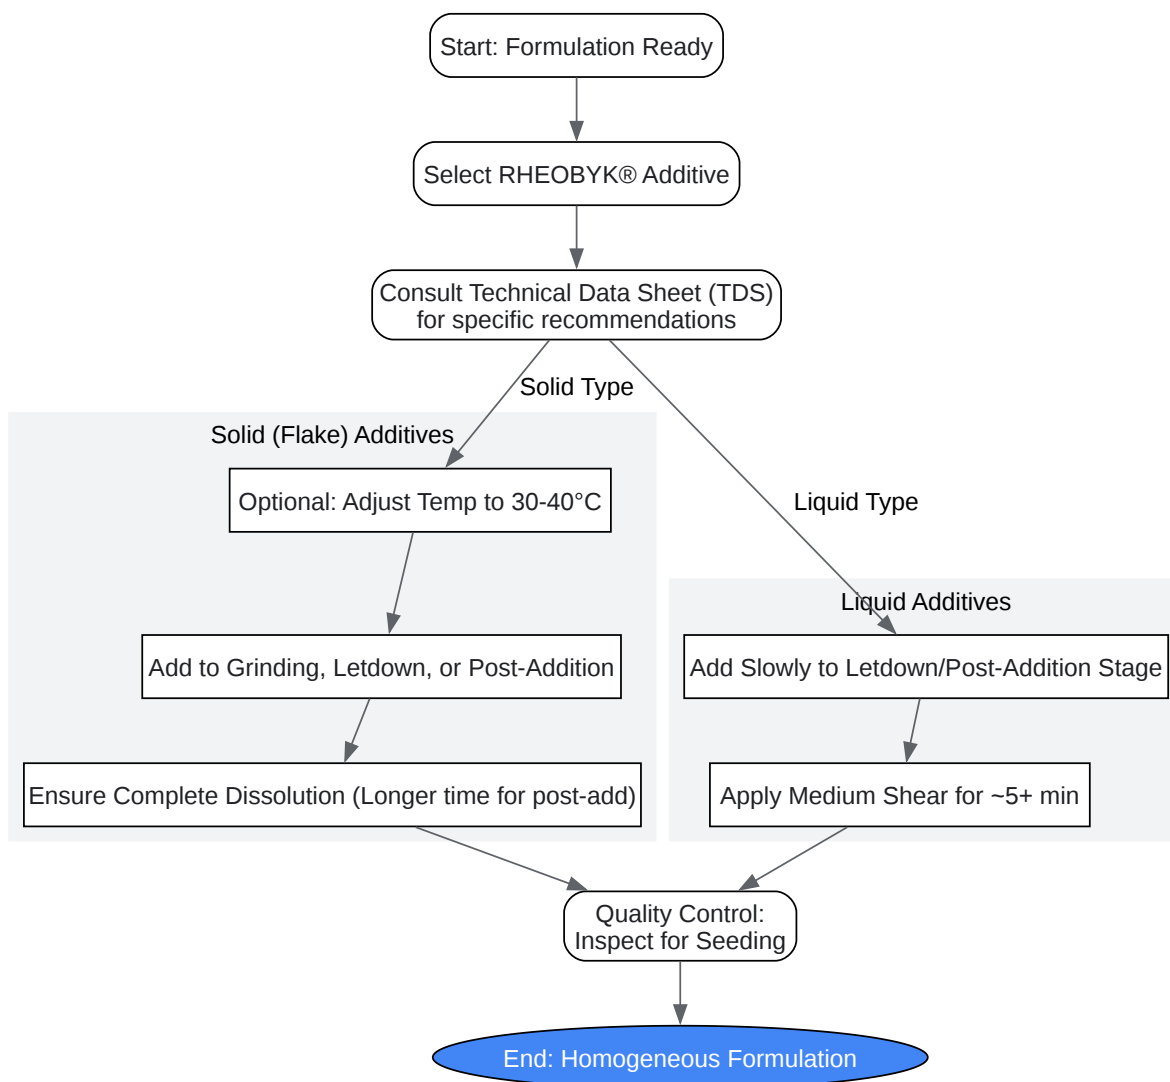 Start: Formulation Ready
Select RHEOBYK® Additive
Consult Technical Data Sheet (TDS)
for specific recommendations
Solid Type
Solid (Flake) Additives
Optional: Adjust Temp to 30-40°C
Add to Grinding, Letdown, or Post-Addition
Ensure Complete Dissolution (Longer time for post-add)
Liquid Type
Liquid Additives
Add Slowly to Letdown/Post-Addition Stage
Apply Medium Shear for ~5+ min
Quality Control:
Inspect for Seeding
End: Homogeneous Formulation